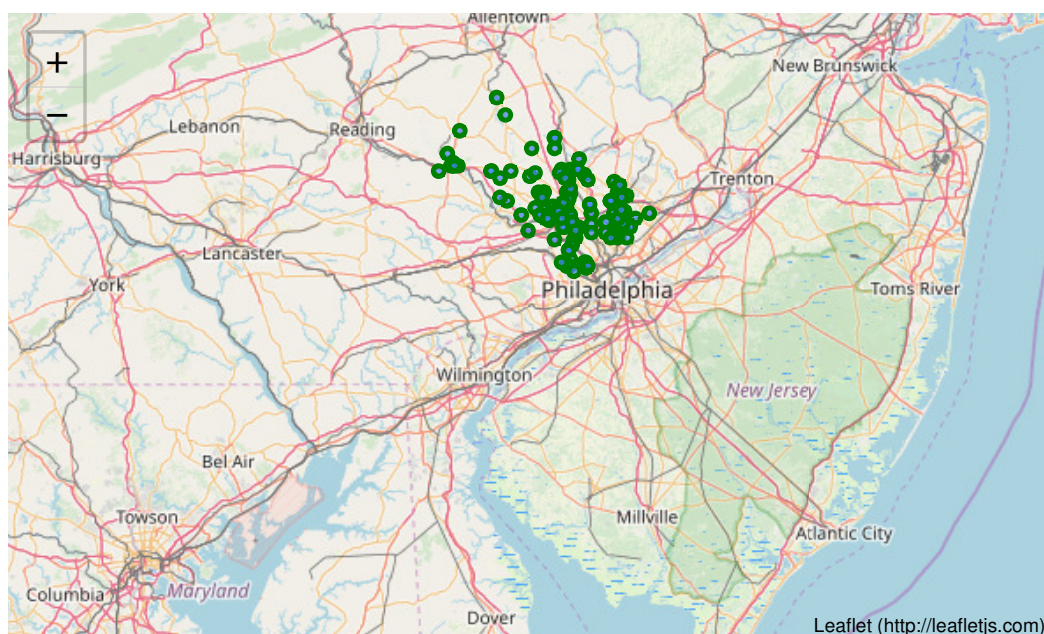 Allentown
+
New Brunswick
−
Lebanon
Reading
Harrisburg
Trenton
Lancaster
York
Philadelphia
Toms River
Wilmington
New Jersey
Bel Air
Towson
Millville
Atlantic City
Columbia
Maryland
Dover
Leaflet (http://leafletjs.com)